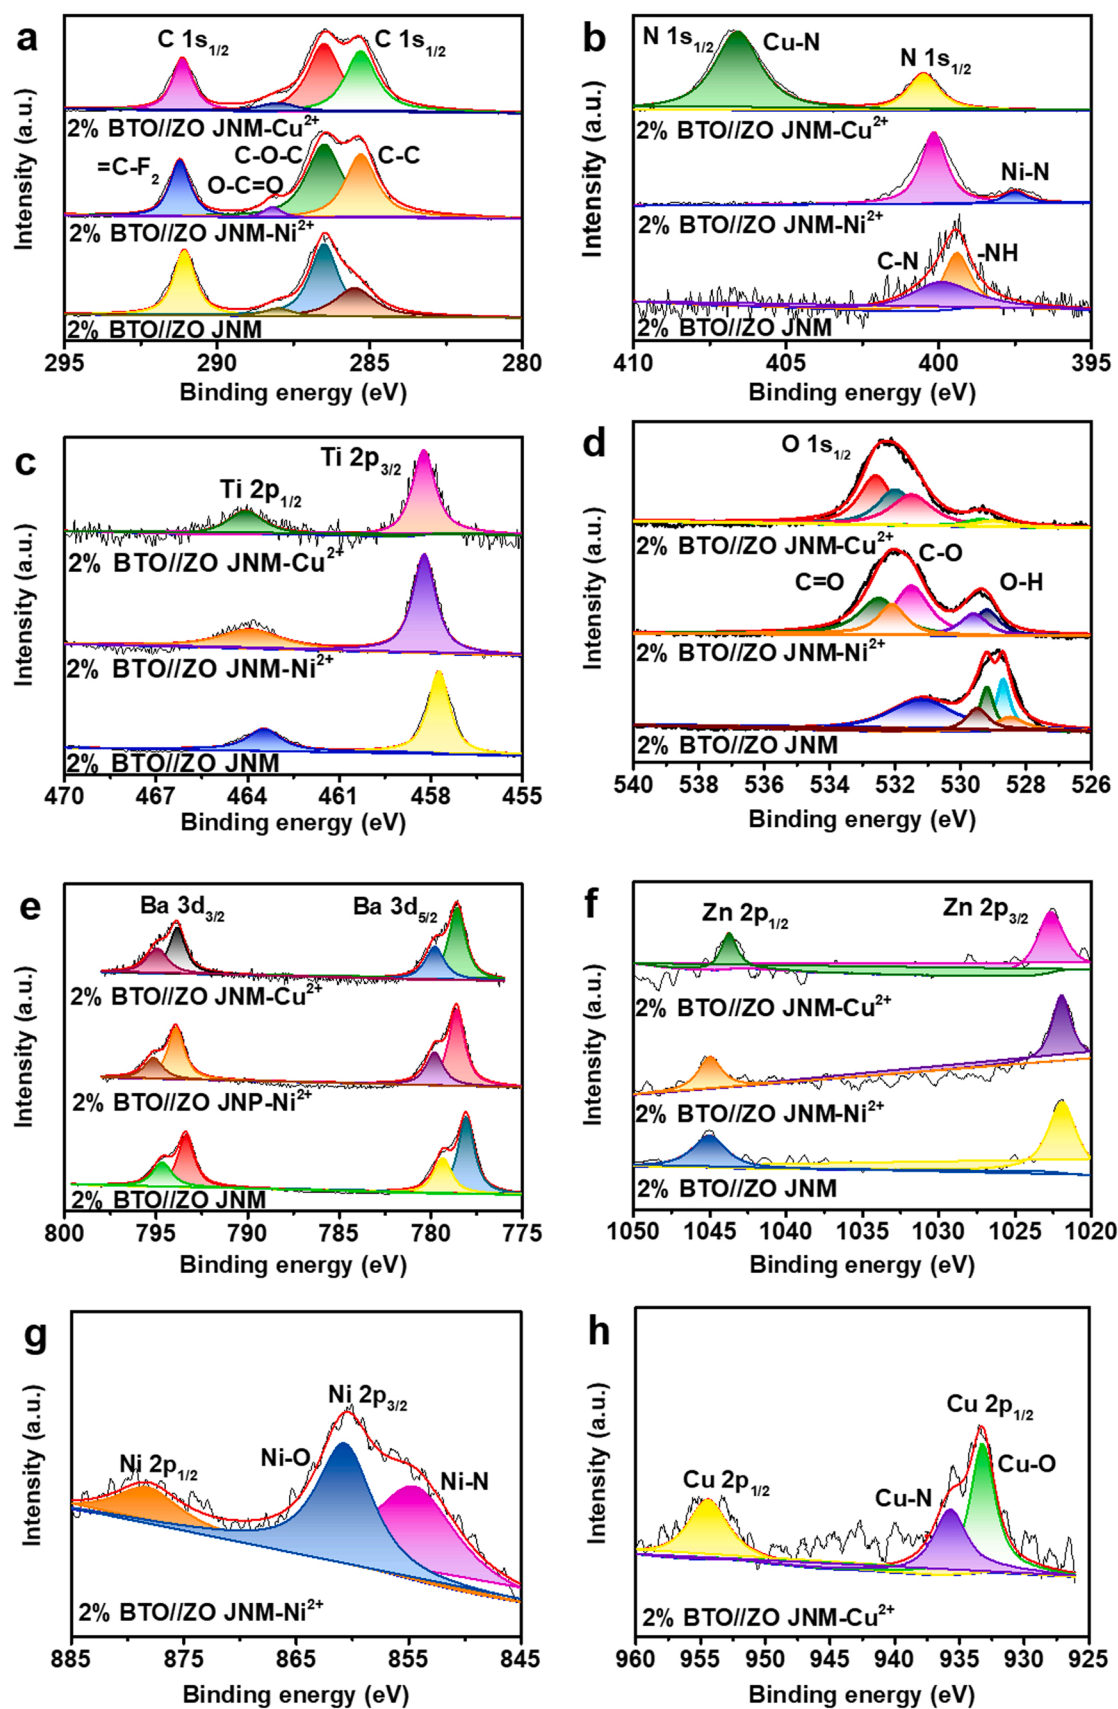 a
C 1s1/2
C 1s1/2
2% BTO//ZO JNM-Cu2+
=C-F2
C-O-C
C-C
O-C=O
2% BTO//ZO JNM-Ni2+
2% BTO//ZO JNM
295 290 285 280
Binding energy (eV)
Intensity (a.u.)
b
N 1s1/2
Cu-N
N 1s1/2
2% BTO//ZO JNM-Cu2+
Ni-N
2% BTO//ZO JNM-Ni2+
C-N
-NH
2% BTO//ZO JNM
410 405 400 395
Binding energy (eV)
Intensity (a.u.)
c
Ti 2p3/2
Ti 2p1/2
2% BTO//ZO JNM-Cu2+
2% BTO//ZO JNM-Ni2+
2% BTO//ZO JNM
470 467 464 461 458 455
Binding energy (eV)
Intensity (a.u.)
d
O 1s1/2
2% BTO//ZO JNM-Cu2+
C-O
C=O
O-H
2% BTO//ZO JNM-Ni2+
2% BTO//ZO JNM
540 538 536 534 532 530 528 526
Binding energy (eV)
Intensity (a.u.)
e
Ba 3d3/2
Ba 3d5/2
2% BTO//ZO JNM-Cu2+
2% BTO//ZO JNP-Ni2+
2% BTO//ZO JNM
800 795 790 785 780 775
Binding energy (eV)
Intensity (a.u.)
f
Zn 2p1/2
Zn 2p3/2
2% BTO//ZO JNM-Cu2+
2% BTO//ZO JNM-Ni2+
2% BTO//ZO JNM
1050 1045 1040 1035 1030 1025 1020
Binding energy (eV)
Intensity (a.u.)
g
Ni 2p3/2
Ni 2p1/2
Ni-O
Ni-N
2% BTO//ZO JNM-Ni2+
885 875 865 855 845
Binding energy (eV)
Intensity (a.u.)
h
Cu 2p1/2
Cu 2p1/2
Cu-O
Cu-N
2% BTO//ZO JNM-Cu2+
960 955 950 945 940 935 930 925
Binding energy (eV)
Intensity (a.u.)